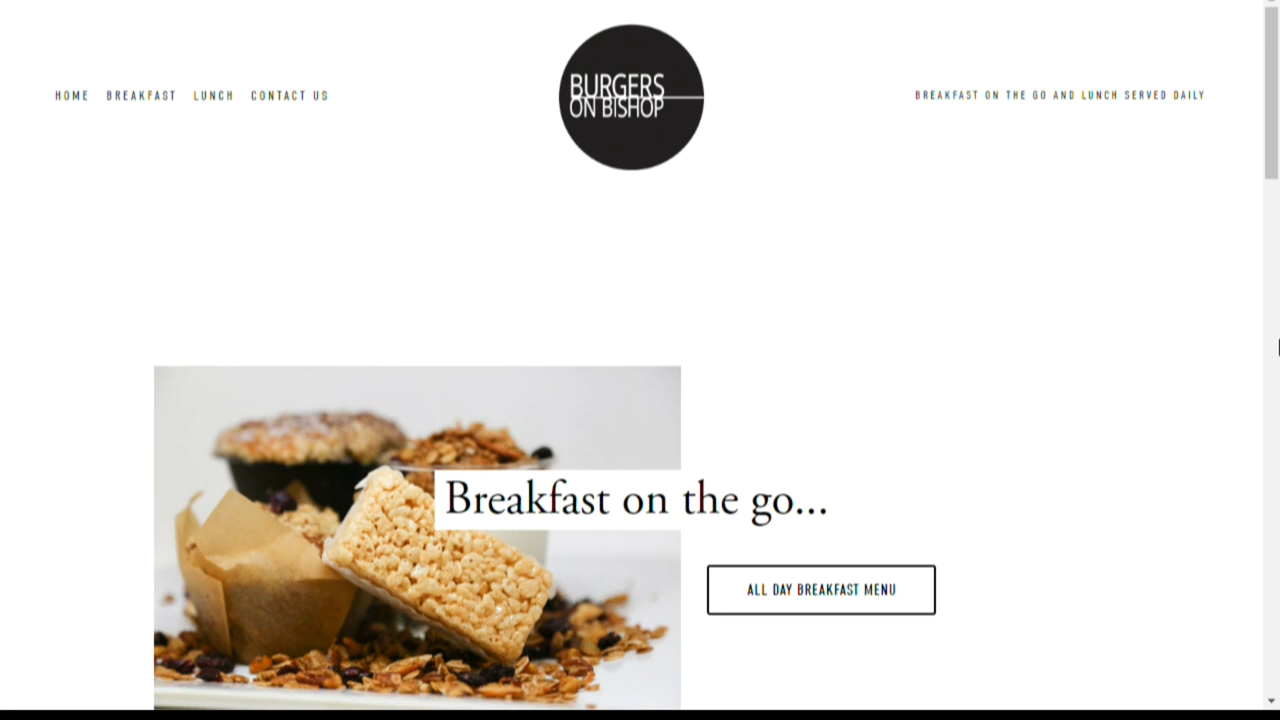 HOME BREAKFAST LUNCH CONTACT US
BURGERS
ON BISHOP
BREAKFAST ON THE GO AND LUNCH SERVED DAILY
Breakfast on the go...
ALL DAY BREAKFAST MENU